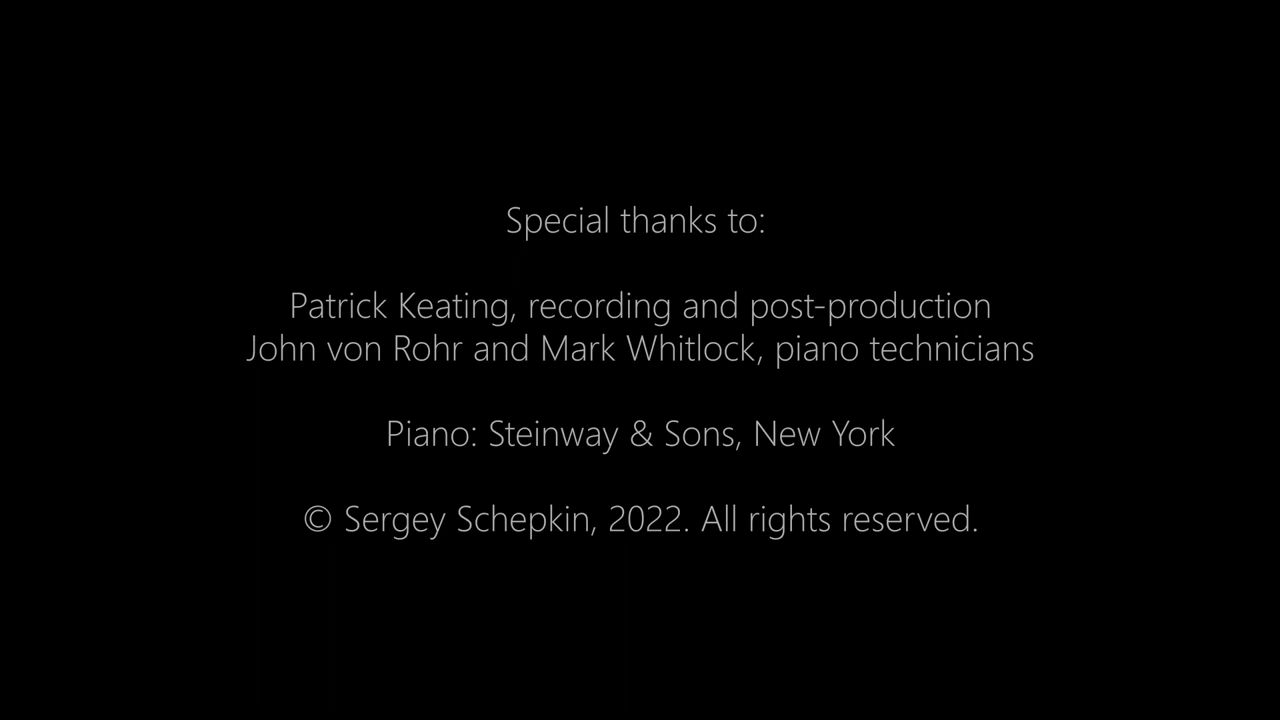 Special thanks to:
Patrick Keating, recording and post-production
John von Rohr and Mark Whitlock, piano technicians
Piano: Steinway & Sons, New York
© Sergey Schepkin, 2022. All rights reserved.